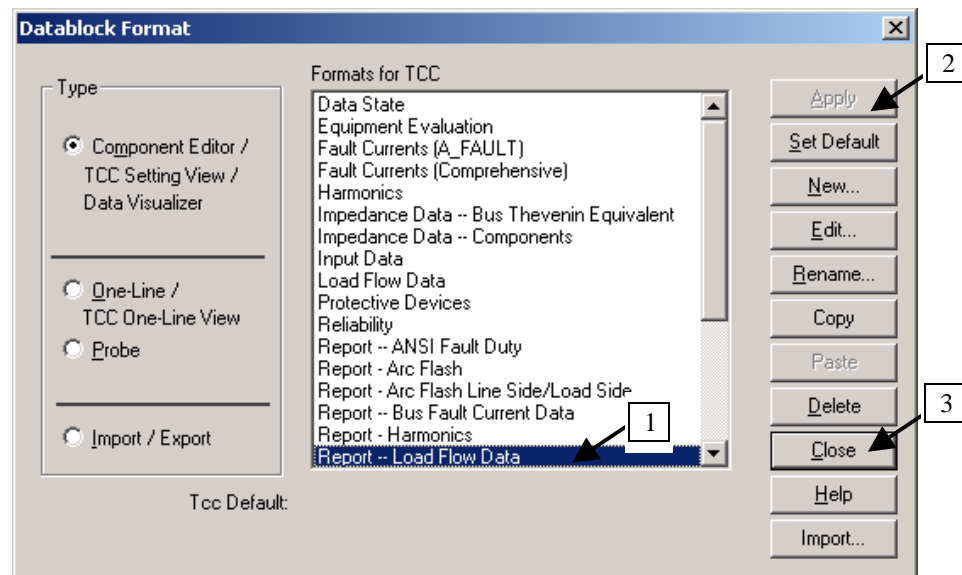 Datablock Format
Type
Component Editor /
TCC Setting View /
Data Visualizer
One-Line /
TCC One-Line View
Probe
Import / Export
Formats for TCC
Data State
Equipment Evaluation
Fault Currents (A_FAULT)
Fault Currents (Comprehensive)
Harmonics
Impedance Data -- Bus Thevenin Equivalent
Impedance Data -- Components
Input Data
Load Flow Data
Protective Devices
Reliability
Report -- ANSI Fault Duty
Report - Arc Flash
Report - Arc Flash Line Side/Load Side
Report -- Bus Fault Current Data
Report - Harmonics
Report -- Load Flow Data
1
Tcc Default:
Apply
2
Set Default
New...
Edit...
Rename...
Copy
Paste
Delete
3
Close
Help
Import...